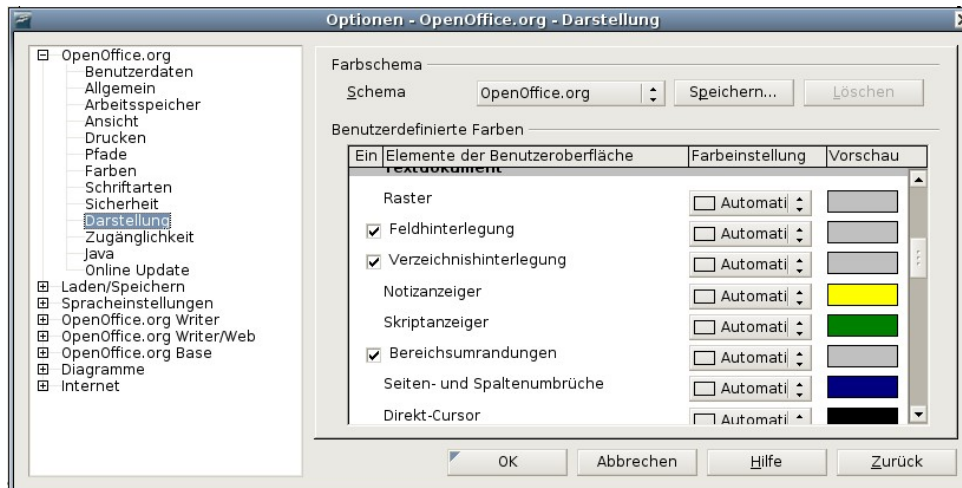 Optionen - OpenOffice.org - Darstellung
OpenOffice.org
Benutzerdaten
Allgemein
Arbeitsspeicher
Ansicht
Drucken
Pfade
Farben
Schriftarten
Sicherheit
Darstellung
Zugänglichkeit
Java
Online Update
Laden/Speichern
Spracheinstellungen
OpenOffice.org Writer
OpenOffice.org Writer/Web
OpenOffice.org Base
Diagramme
Internet
Farbschema
Schema OpenOffice.org Speichern... Löschen
Benutzerdefinierte Farben
Ein Elemente der Benutzeroberfläche Farbeinstellung Vorschau
Textdokument
Raster Automati
Feldhinterlegung Automati
Verzeichnishinterlegung Automati
Notizanzeiger Automati
Skriptanzeiger Automati
Bereichsumrandungen Automati
Seiten- und Spaltenumbrüche Automati
Direkt-Cursor Automati
OK Abbrechen Hilfe Zurück